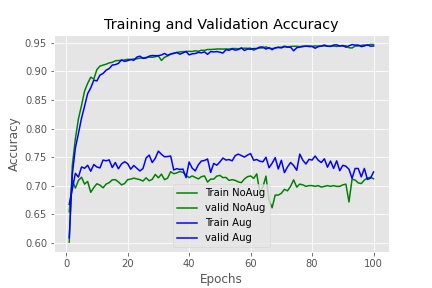 Training and Validation Accuracy
Accuracy
0.95
0.90
0.85
0.80
0.75
0.70
0.65
0.60
Train NoAug
valid NoAug
Train Aug
valid Aug
0 20 40 60 80 100
Epochs